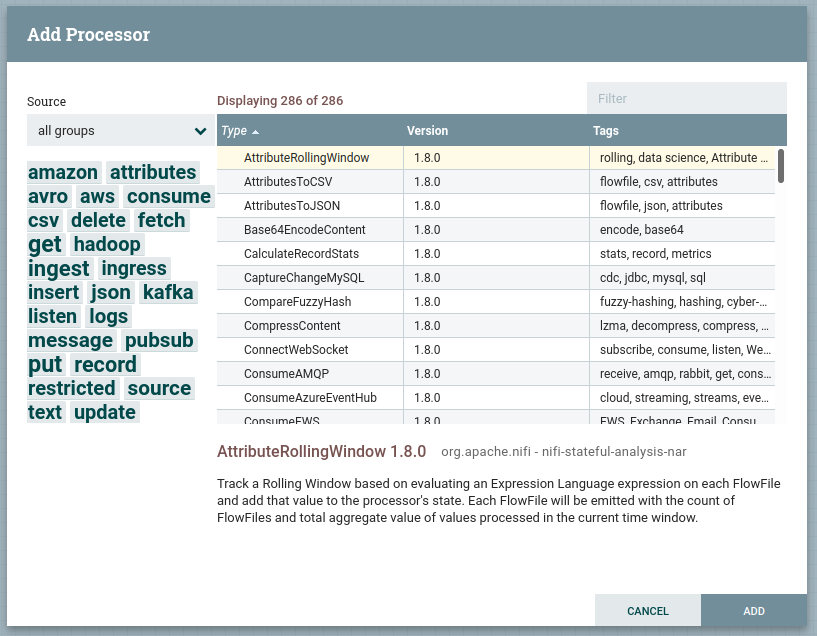 Add Processor
Source
Displaying 286 of 286
Filter
all groups
Type Version Tags
amazon attributes
avro aws consume
csv delete fetch
get hadoop
ingest ingress
insert json kafka
listen logs
message pubsub
put record
restricted source
text update
AttributeRollingWindow 1.8.0 rolling, data science, Attribute ...
AttributesToCSV 1.8.0 flowfile, csv, attributes
AttributesToJSON 1.8.0 flowfile, json, attributes
Base64EncodeContent 1.8.0 encode, base64
CalculateRecordStats 1.8.0 stats, record, metrics
CaptureChangeMySQL 1.8.0 cdc, jdbc, mysql, sql
CompareFuzzyHash 1.8.0 fuzzy-hashing, hashing, cyber-...
CompressContent 1.8.0 lzma, decompress, compress, ...
ConnectWebSocket 1.8.0 subscribe, consume, listen, We...
ConsumeAMQP 1.8.0 receive, amqp, rabbit, get, cons...
ConsumeAzureEventHub 1.8.0 cloud, streaming, streams, eve...
ConsumeEWS 1.8.0 EWS, Exchange, Email, Consu...
AttributeRollingWindow 1.8.0 org.apache.nifi - nifi-stateful-analysis-nar
Track a Rolling Window based on evaluating an Expression Language expression on each FlowFile
and add that value to the processor's state. Each FlowFile will be emitted with the count of
FlowFiles and total aggregate value of values processed in the current time window.
CANCEL ADD